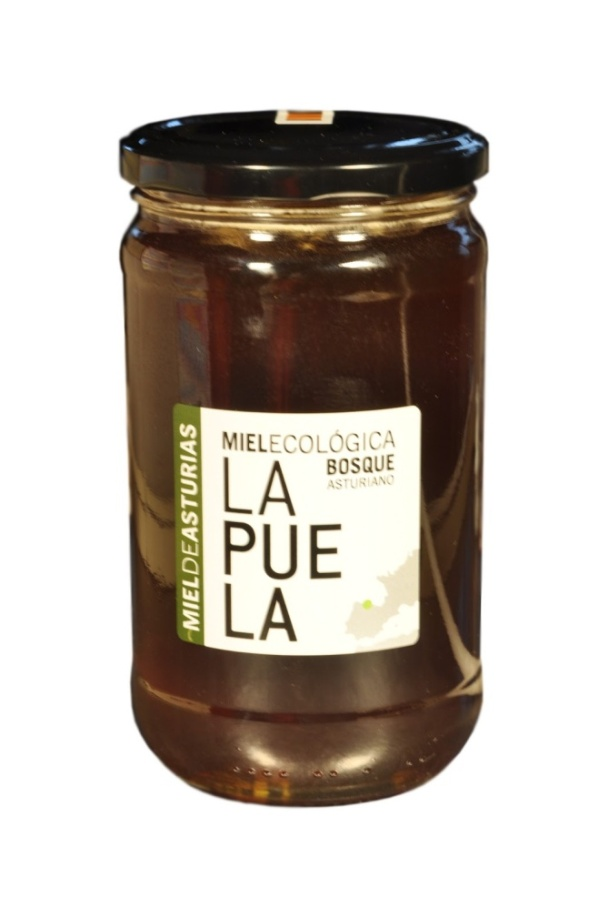 MIELECOLÓGICA
BOSQUE
ASTURIANO
LA
PUE
LA
MIELDEASTURIAS